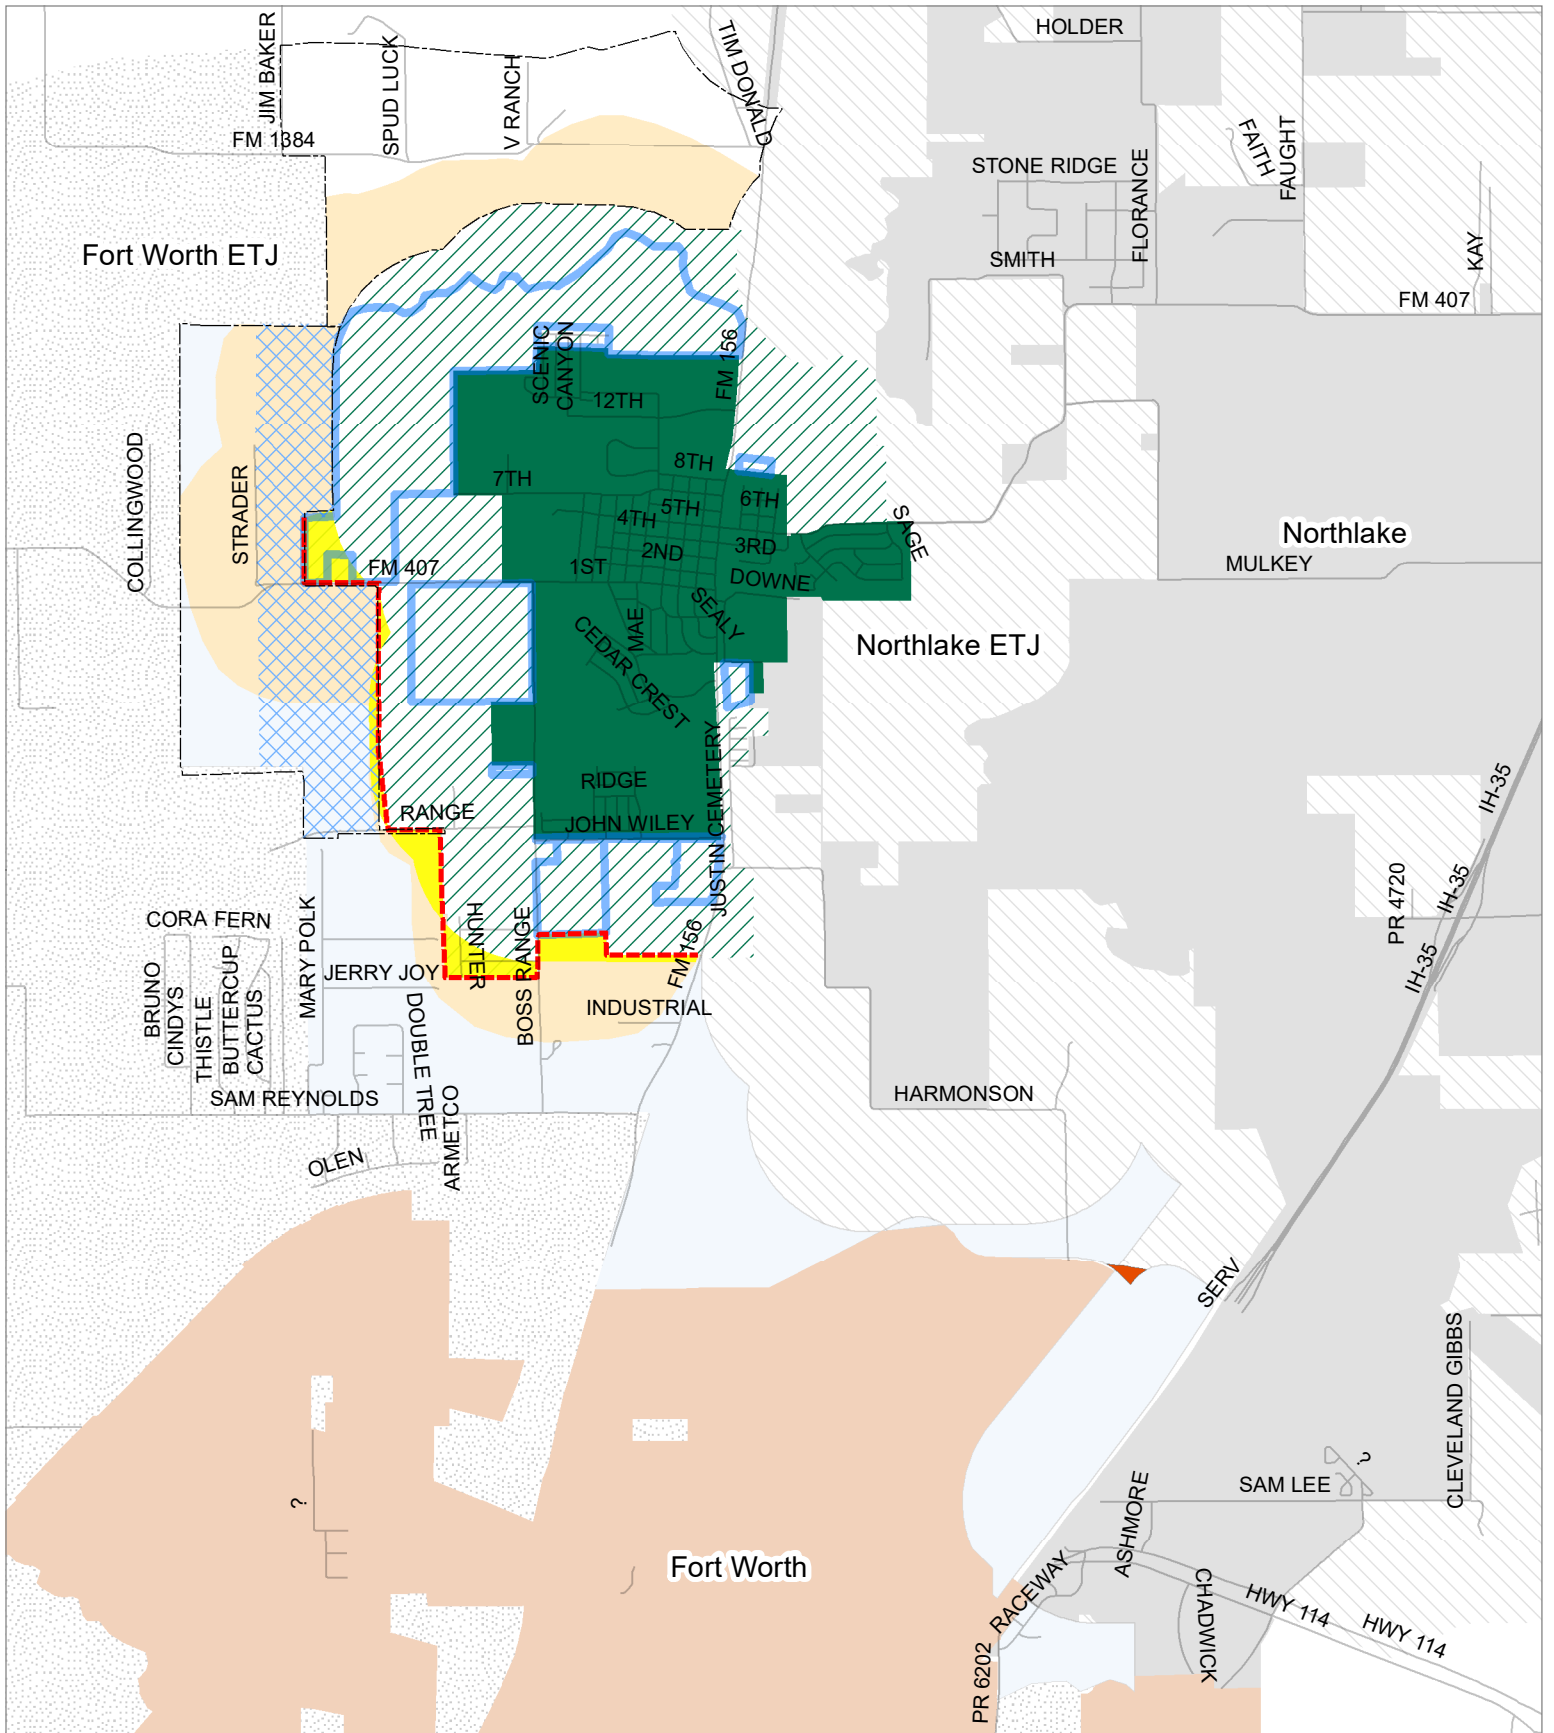 HOLDER
JIM BAKER
SPUD LUCK
V RANCH
TIM DONALD
FM 1384
FAITH
FAUGHT
STONE RIDGE
FLORANCE
Fort Worth ETJ
SMITH
KAY
FM 407
SCENIC
CANYON
FM 156
12TH
COLLINGWOOD
STRADER
7TH
8TH
6TH
5TH
4TH
SAGE
Northlake
3RD
2ND
1ST
FM 407
DOWNE
MULKEY
SEALY
MAE
CEDAR CREST
Northlake ETJ
JUSTIN CEMETERY
RIDGE
RANGE
JOHN WILEY
IH-35
IH-35
IH-35
PR 4720
CORA FERN
MARY POLK
HUNTER
BOSS RANGE
FM 156
JERRY JOY
BRUNO
CINDYS
THISTLE
BUTTERCUP
CACTUS
DOUBLE TREE
INDUSTRIAL
SAM REYNOLDS
ARMETCO
HARMONSON
OLEN
SERV
CLEVELAND GIBBS
?
?
SAM LEE
ASHMORE
Fort Worth
RACEWAY
CHADWICK
HWY 114
HWY 114
PR 6202